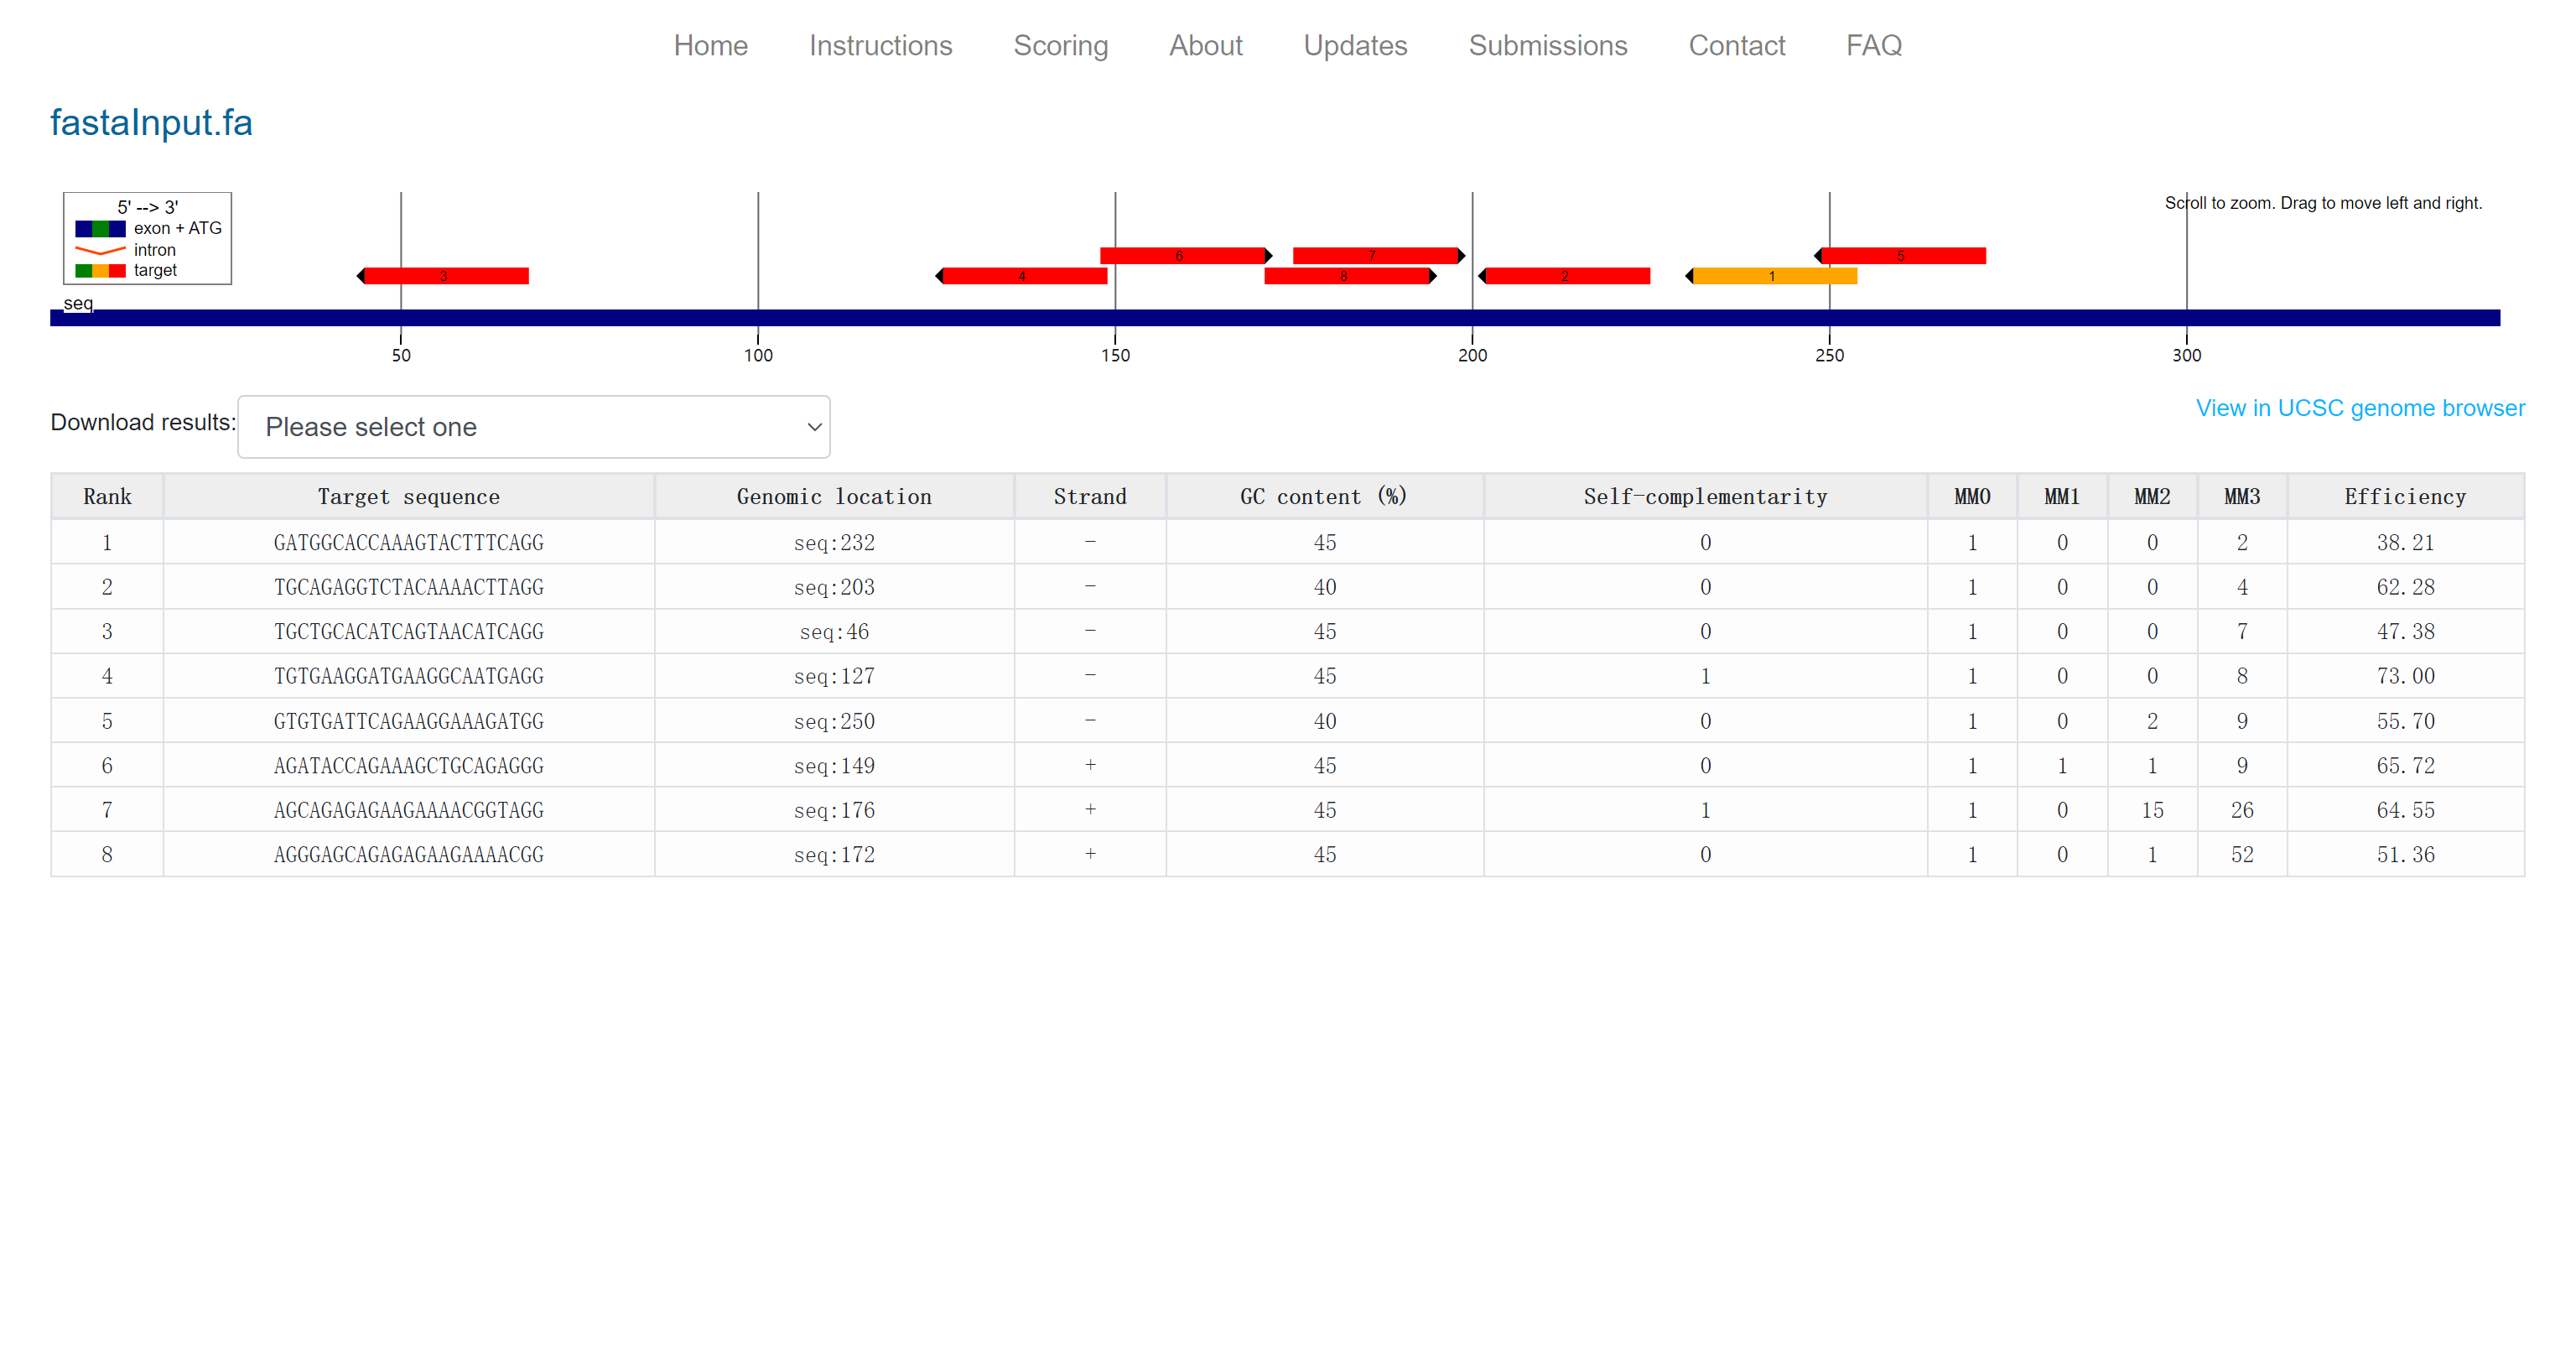 Home Instructions Scoring About Updates Submissions Contact FAQ
fastaInput.fa
5' --> 3'
exon + ATG
intron
target
Scroll to zoom. Drag to move left and right.
6 7 5
3 4 8 2 1
seq
50 100 150 200 250 300
Download results: Please select one
View in UCSC genome browser
Rank Target sequence Genomic location Strand GC content (%) Self-complementarity MM0 MM1 MM2 MM3 Efficiency
1 GATGGCACCAAAGTACTTTCAGG seq:232 - 45 0 1 0 0 2 38.21
2 TGCAGAGGTCTACAAAACTTAGG seq:203 - 40 0 1 0 0 4 62.28
3 TGCTGCACATCAGTAACATCAGG seq:46 - 45 0 1 0 0 7 47.38
4 TGTGAAGGATGAAGGCAATGAGG seq:127 - 45 1 1 0 0 8 73.00
5 GTGTGATTCAGAAGGAAAGATGG seq:250 - 40 0 1 0 2 9 55.70
6 AGATACCAGAAAGCTGCAGAGGG seq:149 + 45 0 1 1 1 9 65.72
7 AGCAGAGAGAAGAAAACGGTAGG seq:176 + 45 1 1 0 15 26 64.55
8 AGGGAGCAGAGAGAAGAAAACGG seq:172 + 45 0 1 0 1 52 51.36